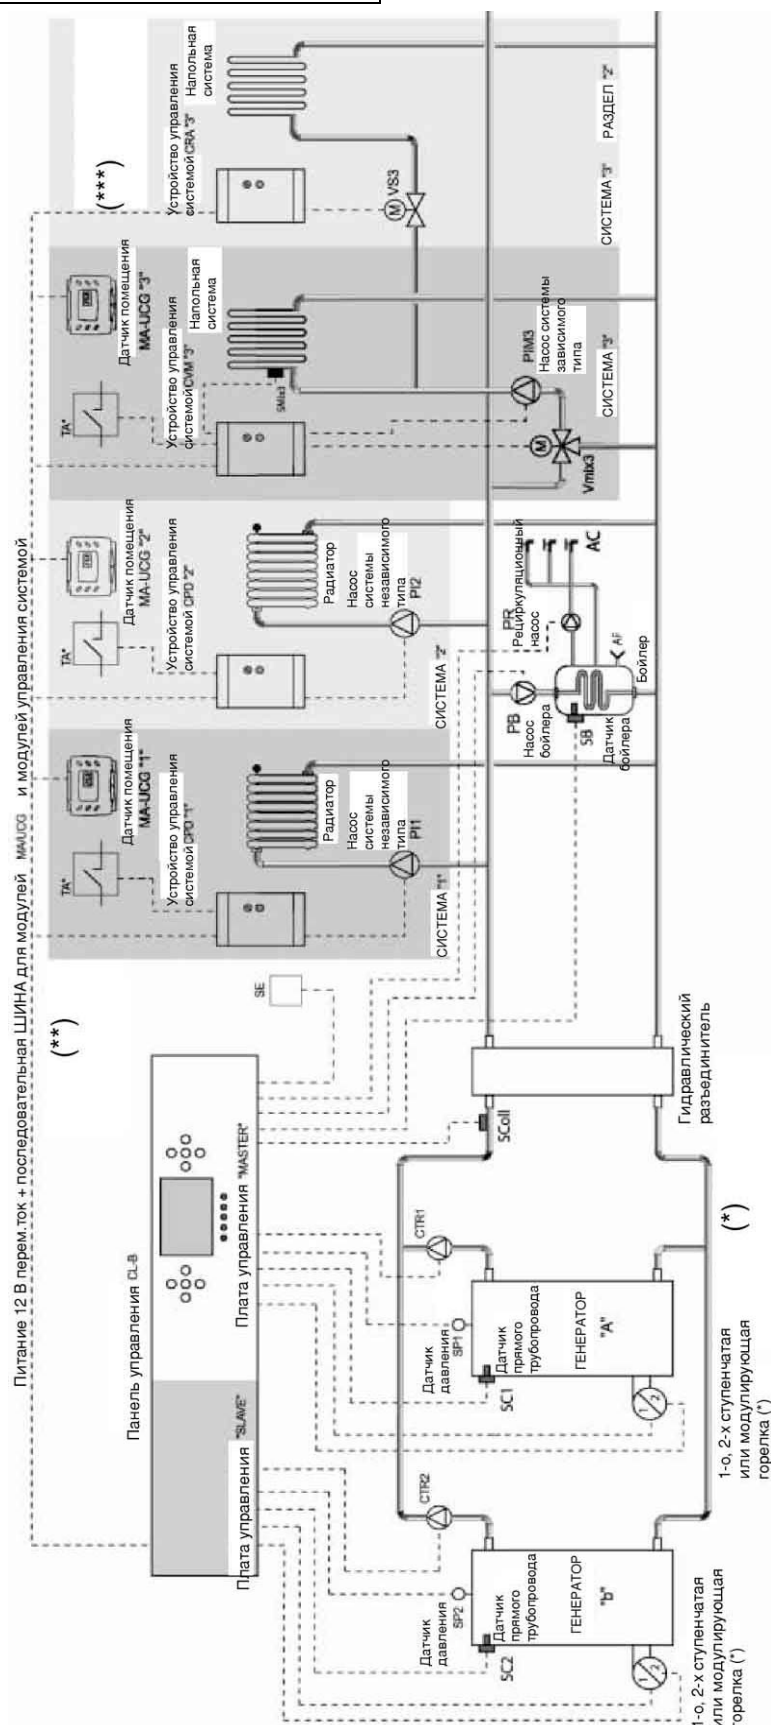 Питание 12 В перем.ток + последовательная ШИНА для модулей MAUCG и модулей управления системой
(**)
(***)
Панель управления CL-B
Плата управления "SLAVE"
Плата управления "MASTER"
SE
TA*
Датчик помещения
MA-UCG "1"
Устройство управления
системой CPD "1"
Радиатор
Насос
системы
независимого
типа
PI1
СИСТЕМА "1"
TA*
Датчик помещения
MA-UCG "2"
Устройство управления
системой CPD "2"
Радиатор
Насос
системы
независимого
типа
PI2
СИСТЕМА "2"
TA*
Датчик помещения
MA-UCG "3"
Устройство управления
системой CVM "3"
Напольная
система
SMix3
M
Vmix3
PIM3
Насос системы
зависимого
типа
СИСТЕМА "3"
Устройство управления
системой CRA "3"
Напольная
система
M
VS3
СИСТЕМА "3"
РАЗДЕЛ "2"
PB
Насос
бойлера
SB
Датчик
бойлера
Бойлер
AF
PR
Рециркуляционный
насос
AC
Гидравлический
разъединитель
SColl
CTR1
Датчик
давления
SP1
SC1
Датчик
прямого
трубопровода
ГЕНЕРАТОР
"A"
1
2
1-о, 2-х ступенчатая
или модулирующая
горелка (*)
(*)
CTR2
Датчик
давления
SP2
SC2
Датчик
прямого
трубопровода
ГЕНЕРАТОР
"b"
1
2
1-о, 2-х ступенчатая
или модулирующая
горелка (*)